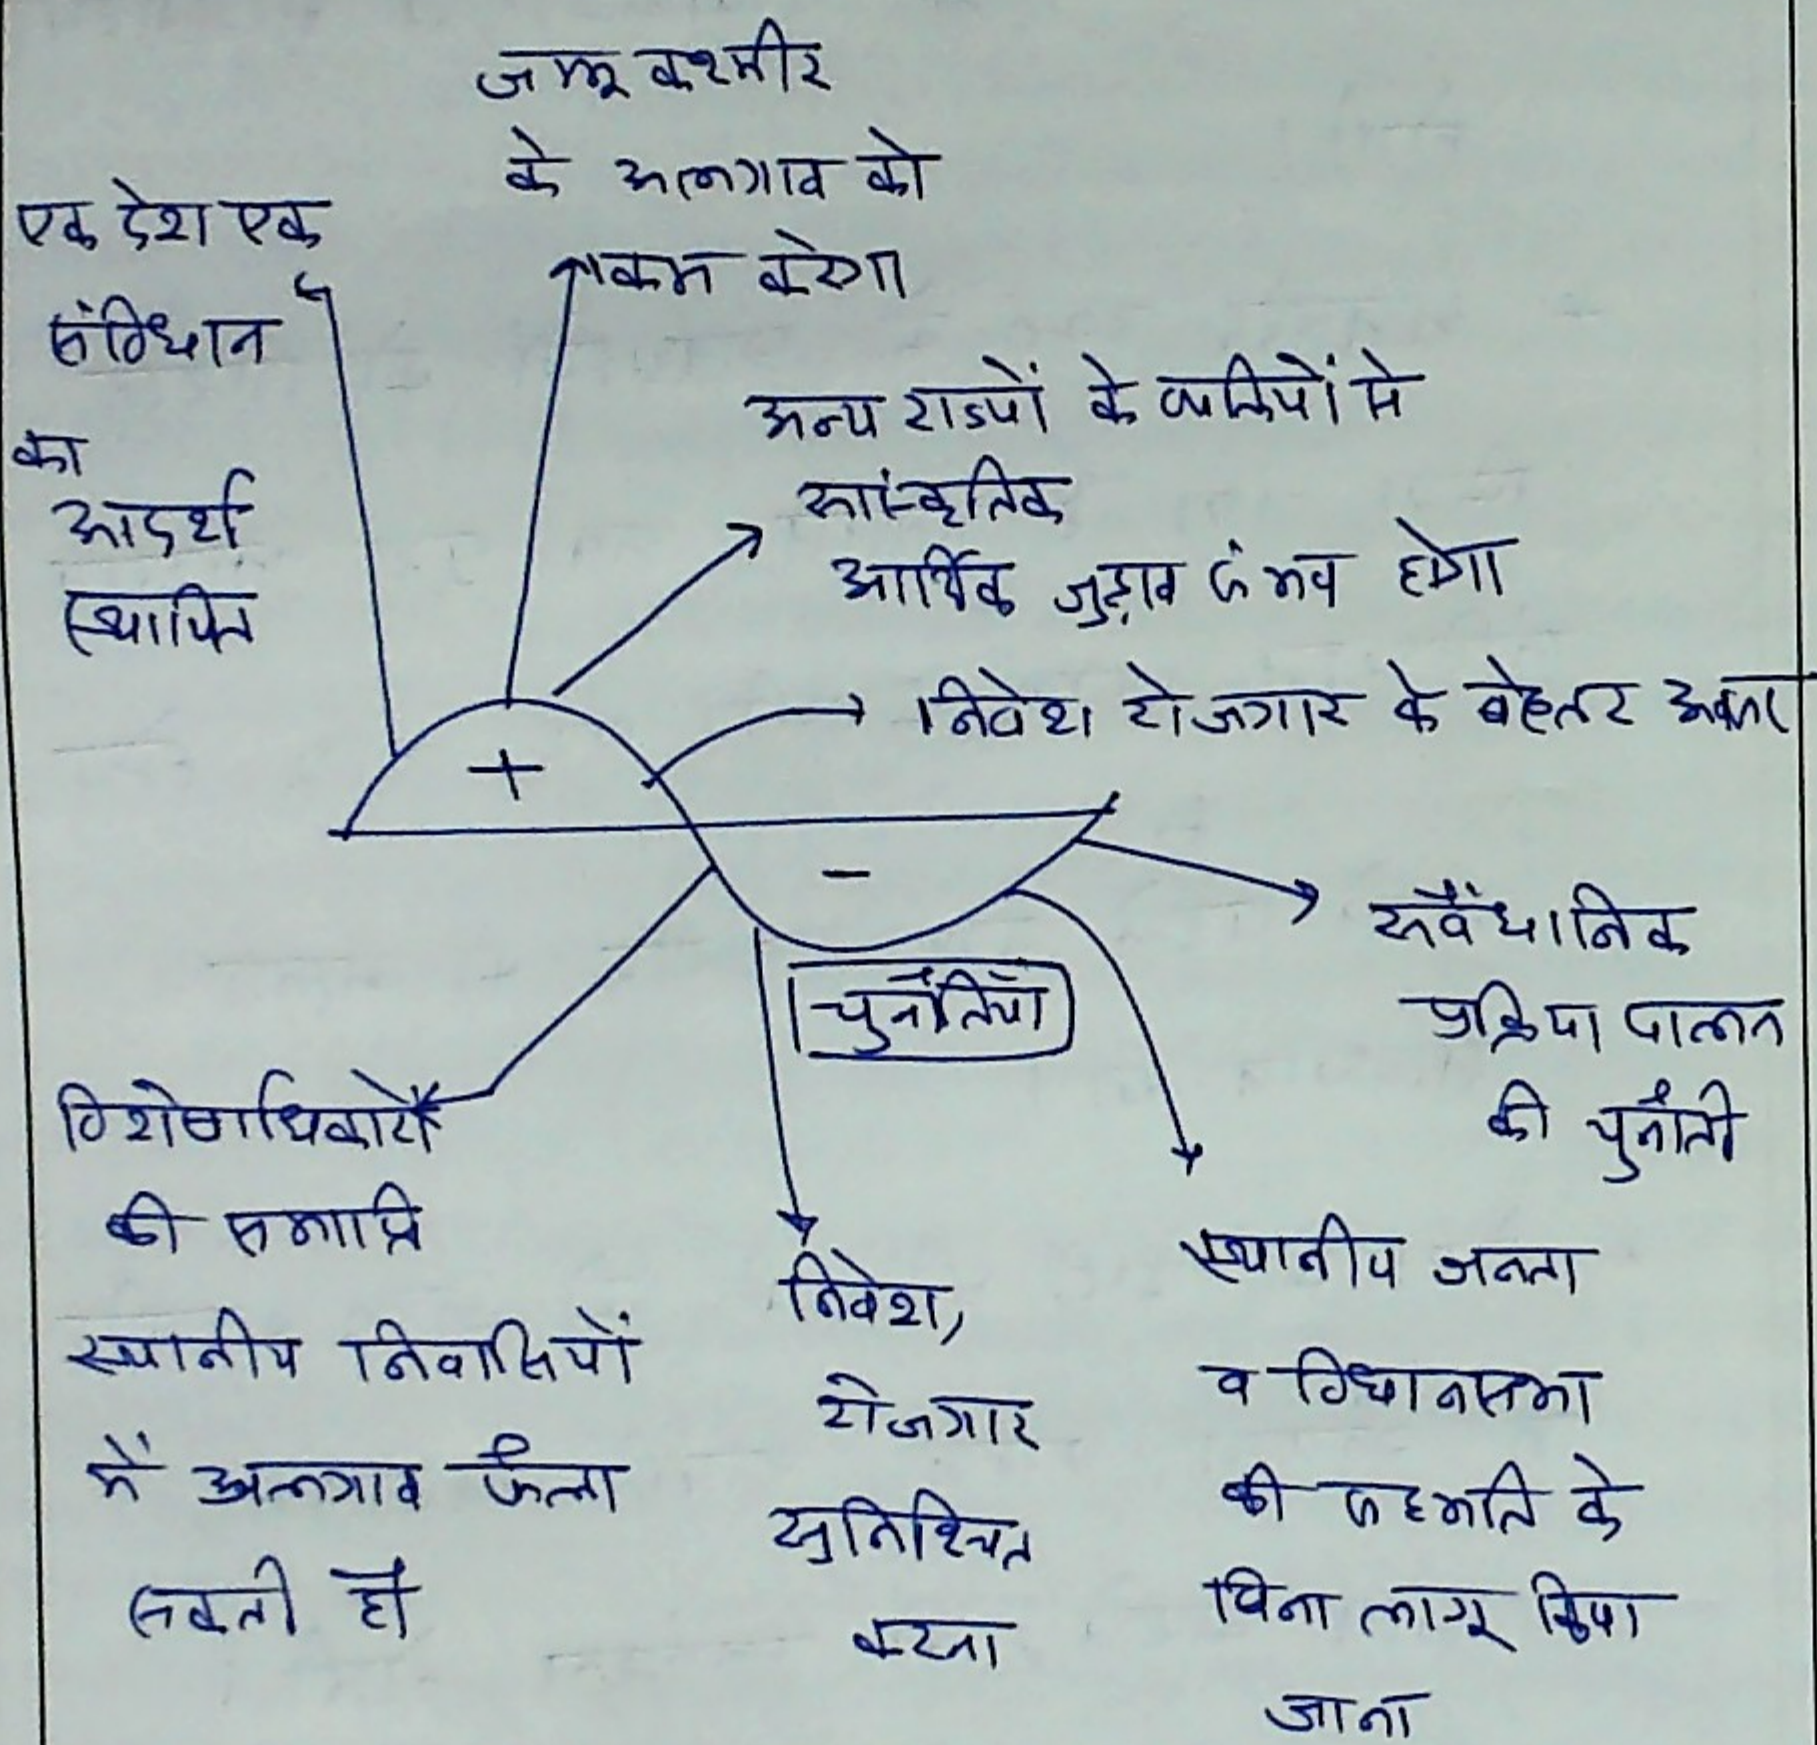 जम्मू कश्मीर
के अलगाव को
कम करेगा
एक देश एक
संविधान
का
आदर्श
स्थापित
अन्य राज्यों के व्यक्तियों से
सांस्कृतिक
आर्थिक जुड़ाव संभव होगा
निवेश रोजगार के बेहतर अवसर
+
-
चुनौतियाँ
संवैधानिक
प्रक्रिया पालन
की चुनौती
स्थानीय जनता
व विधानसभा
की सहमति के
बिना लागू किया
जाना
निवेश,
रोजगार
सुनिश्चित
करना
विशेषाधिकारों
की समाप्ति
स्थानीय निवासियों
में अलगाव फैला
सकती है